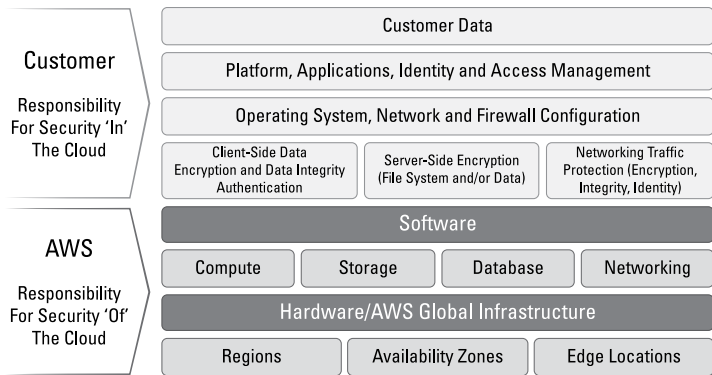 Customer
Responsibility
For Security 'In'
The Cloud
Customer Data
Platform, Applications, Identity and Access Management
Operating System, Network and Firewall Configuration
Client-Side Data
Encryption and Data Integrity
Authentication
Server-Side Encryption
(File System and/or Data)
Networking Traffic
Protection (Encryption,
Integrity, Identity)
AWS
Responsibility
For Security 'Of'
The Cloud
Software
Compute
Storage
Database
Networking
Hardware/AWS Global Infrastructure
Regions
Availability Zones
Edge Locations